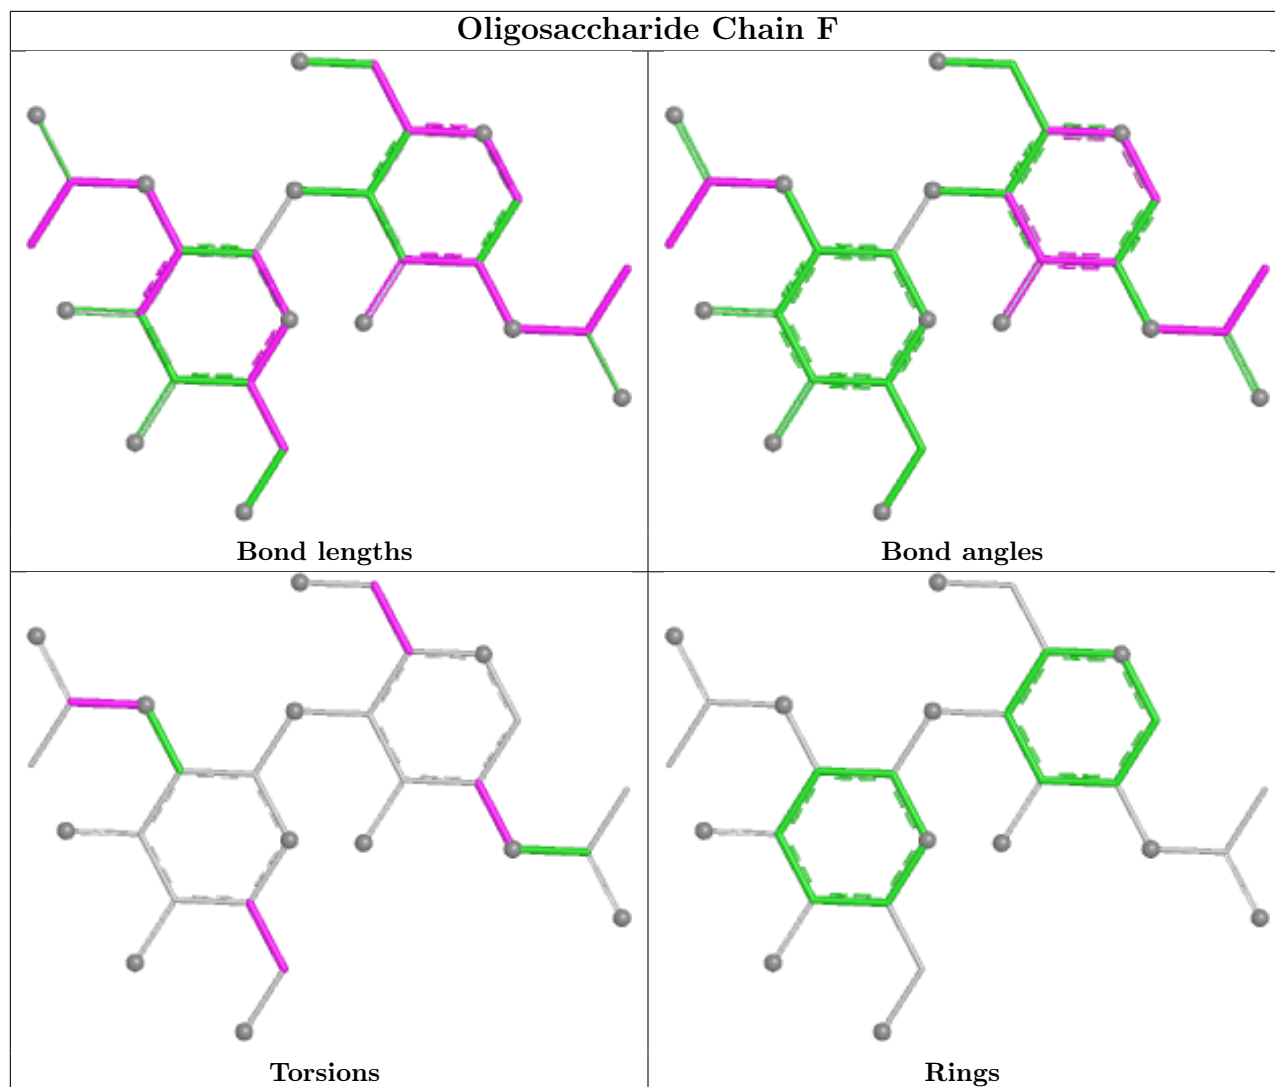 Oligosaccharide Chain F
Bond lengths
Bond angles
Torsions
Rings